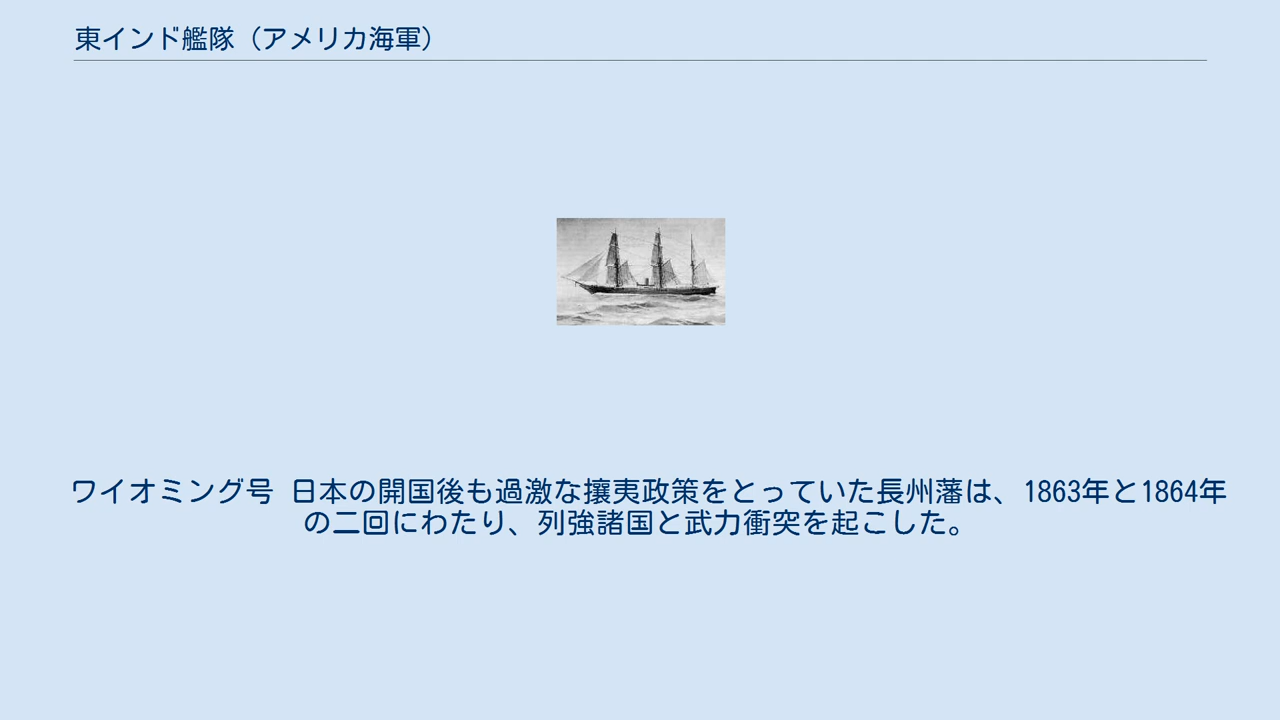 東インド艦隊（アメリカ海軍）
ワイオミング号 日本の開国後も過激な攘夷政策をとっていた長州藩は、1863年と1864年
の二回にわたり、列強諸国と武力衝突を起こした。